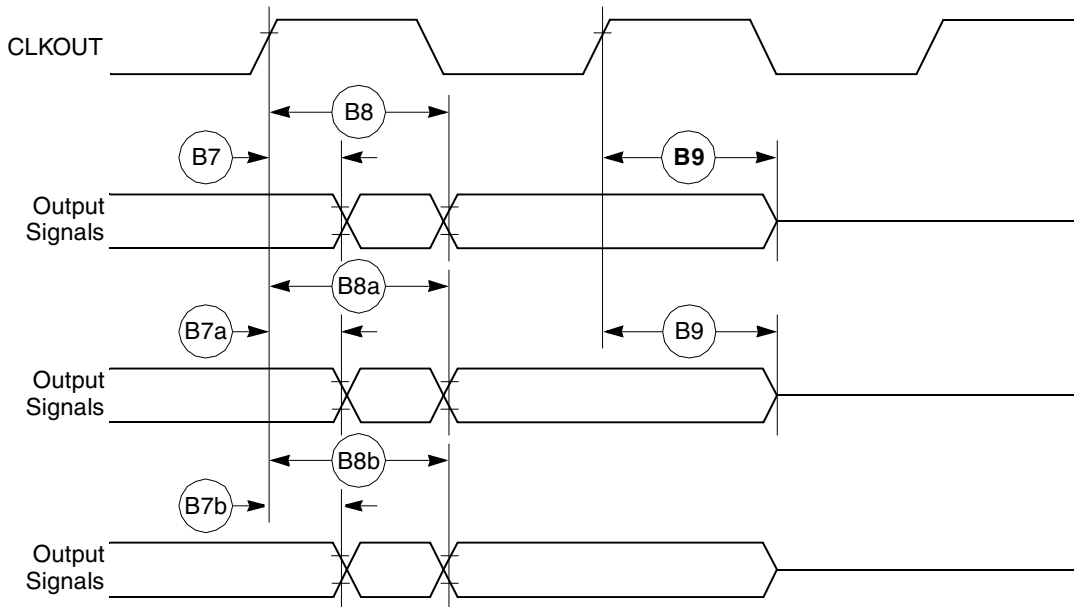 CLKOUT
B8
B7
B9
Output
Signals
B8a
B7a
B9
Output
Signals
B8b
B7b
Output
Signals